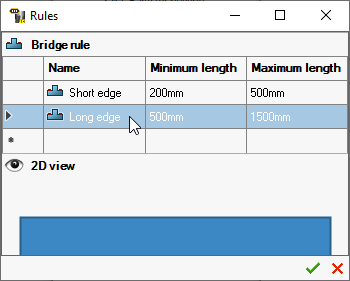 Rules
Bridge rule
Name Minimum length Maximum length
Short edge 200mm 500mm
Long edge 500mm 1500mm
*
2D view